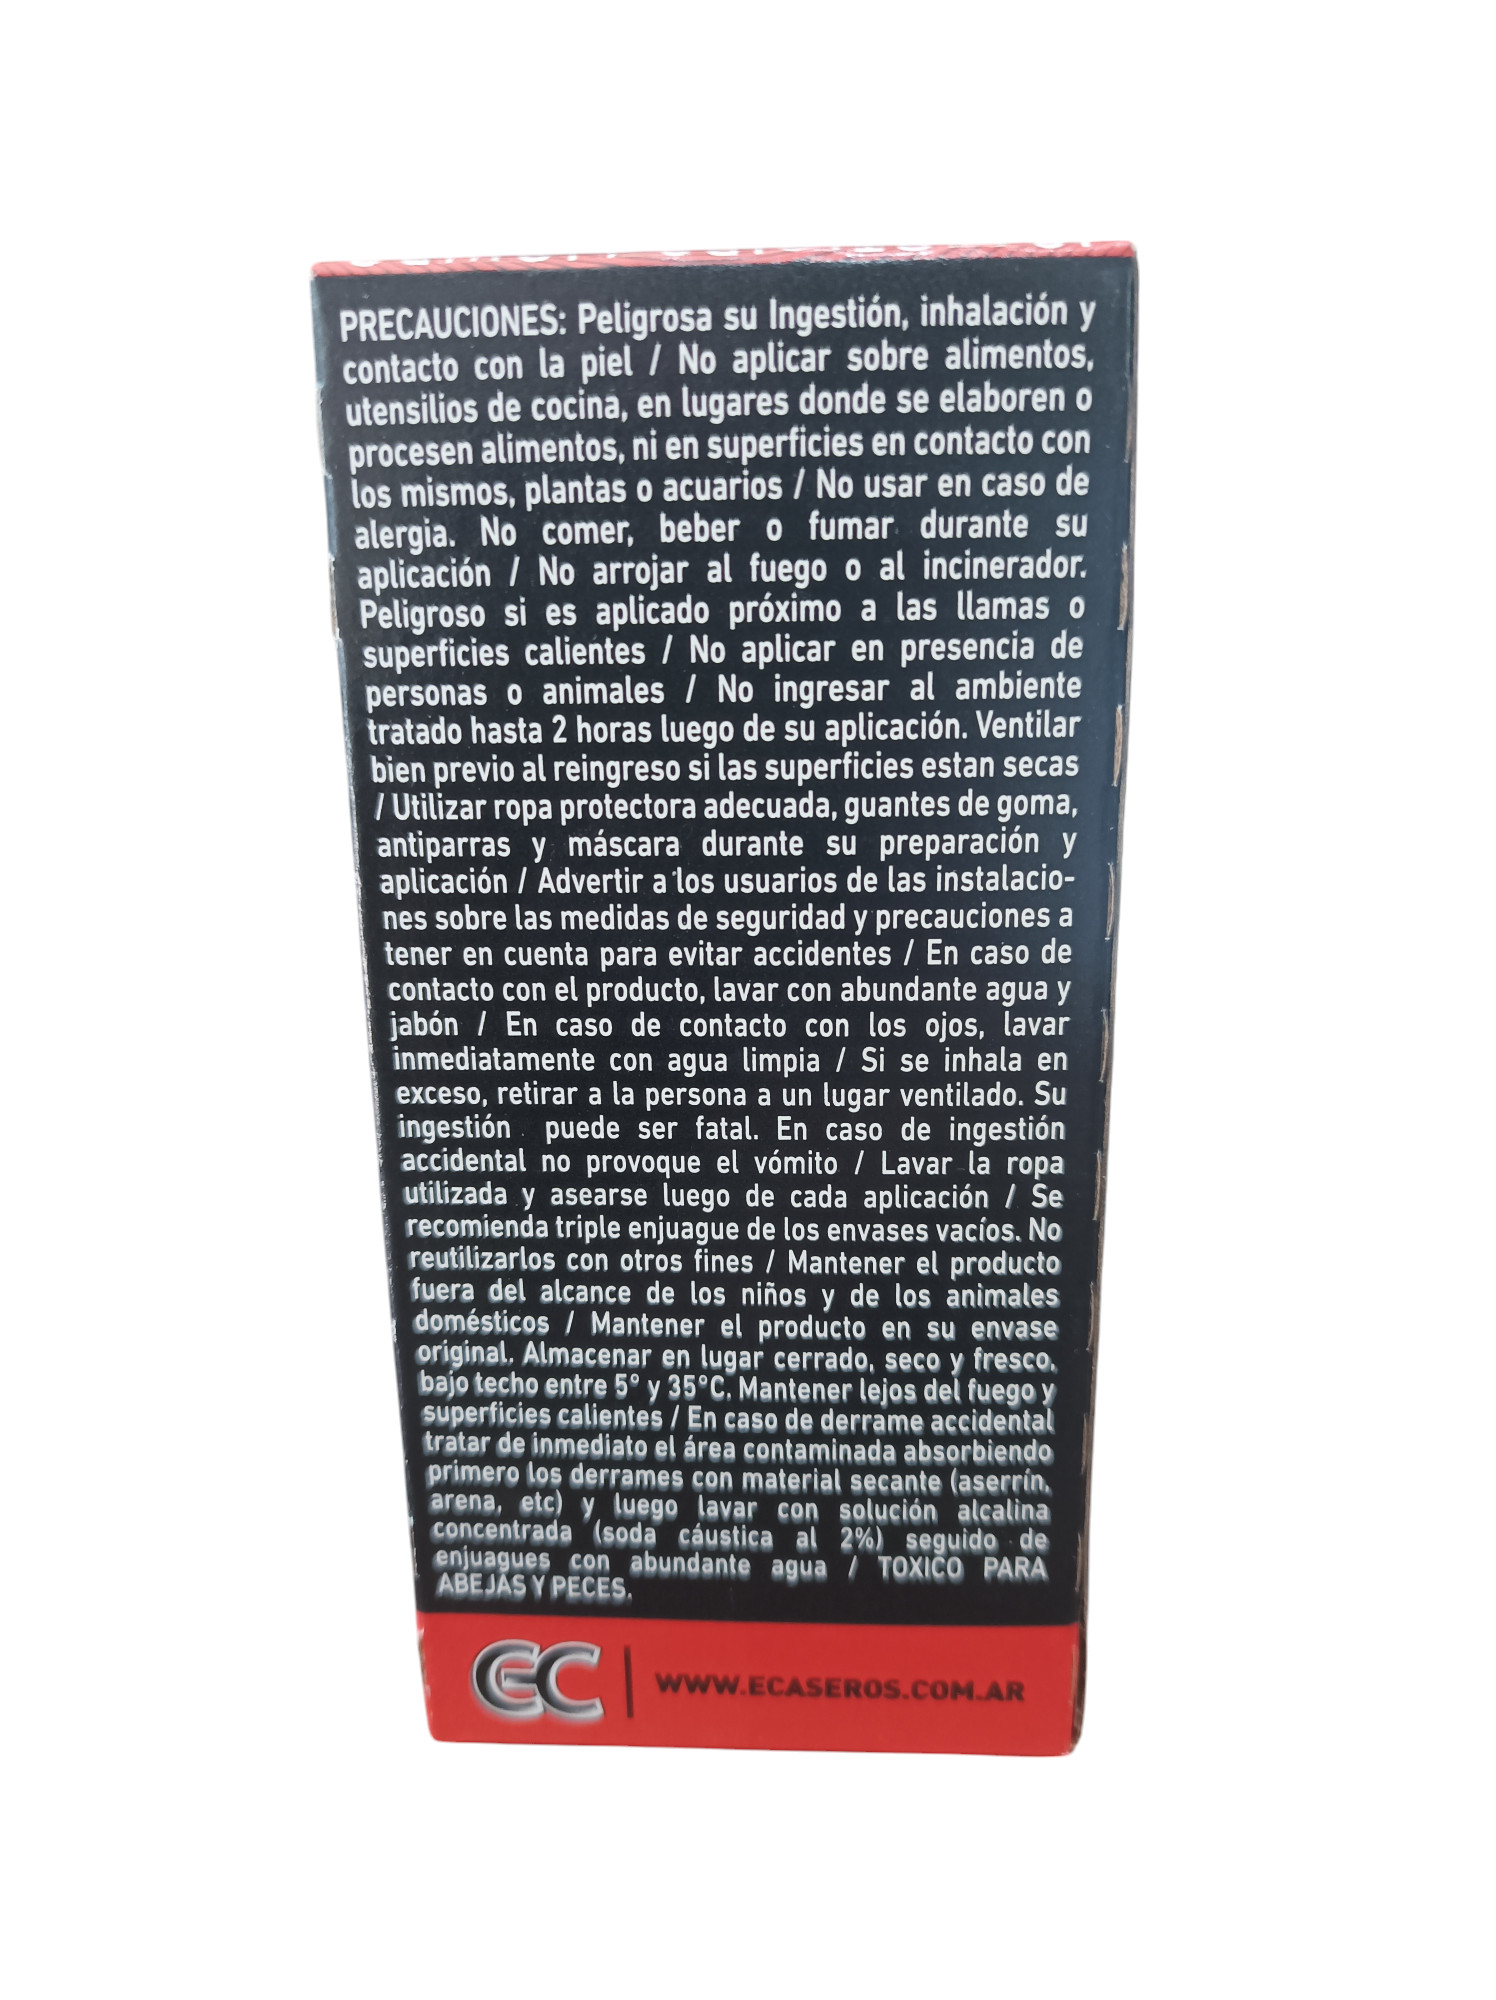 PRECAUCIONES: Peligrosa su Ingestión, inhalación y
contacto con la piel / No aplicar sobre alimentos,
utensilios de cocina, en lugares donde se elaboren o
procesen alimentos, ni en superficies en contacto con
los mismos, plantas o acuarios / No usar en caso de
alergia. No comer, beber o fumar durante su
aplicación / No arrojar al fuego o al incinerador.
Peligroso si es aplicado próximo a las llamas o
superficies calientes / No aplicar en presencia de
personas o animales / No ingresar al ambiente
tratado hasta 2 horas luego de su aplicación. Ventilar
bien previo al reingreso si las superficies estan secas
/ Utilizar ropa protectora adecuada, guantes de goma,
antiparras y máscara durante su preparación y
aplicación / Advertir a los usuarios de las instalacio-
nes sobre las medidas de seguridad y precauciones a
tener en cuenta para evitar accidentes / En caso de
contacto con el producto, lavar con abundante agua y
jabón / En caso de contacto con los ojos, lavar
inmediatamente con agua limpia / Si se inhala en
exceso, retirar a la persona a un lugar ventilado. Su
ingestión puede ser fatal. En caso de ingestión
accidental no provoque el vómito / Lavar la ropa
utilizada y asearse luego de cada aplicación / Se
recomienda triple enjuague de los envases vacíos. No
reutilizarlos con otros fines / Mantener el producto
fuera del alcance de los niños y de los animales
domésticos / Mantener el producto en su envase
original. Almacenar en lugar cerrado, seco y fresco,
bajo techo entre 5° y 35°C. Mantener lejos del fuego y
superficies calientes / En caso de derrame accidental
tratar de inmediato el área contaminada absorbiendo
primero los derrames con material secante (aserrín,
arena, etc) y luego lavar con solución alcalina
concentrada (soda cáustica al 2%) seguido de
enjuagues con abundante agua / TOXICO PARA
ABEJAS Y PECES.
EC WWW.ECASEROS.COM.AR